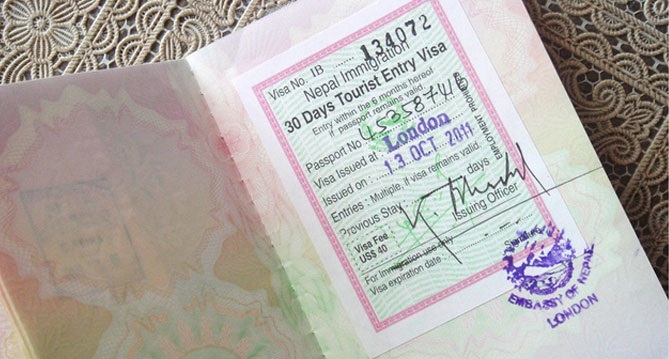 Visa No. 1B 134072
Nepal Immigration
30 Days Tourist Entry Visa
Entry within the 6 months hereof
if passport remains valid
Passport No.
Visa Issued at : London
Issued on : 13 OCT 2011
Entries : Multiple, if visa remains valid
Previous Stay days
Issuing Officer
Visa Fee
US$ 40
For Immigration use only
Visa expiration date
EMPLOYMENT PROHIBITED
EMBASSY OF NEPAL
LONDON